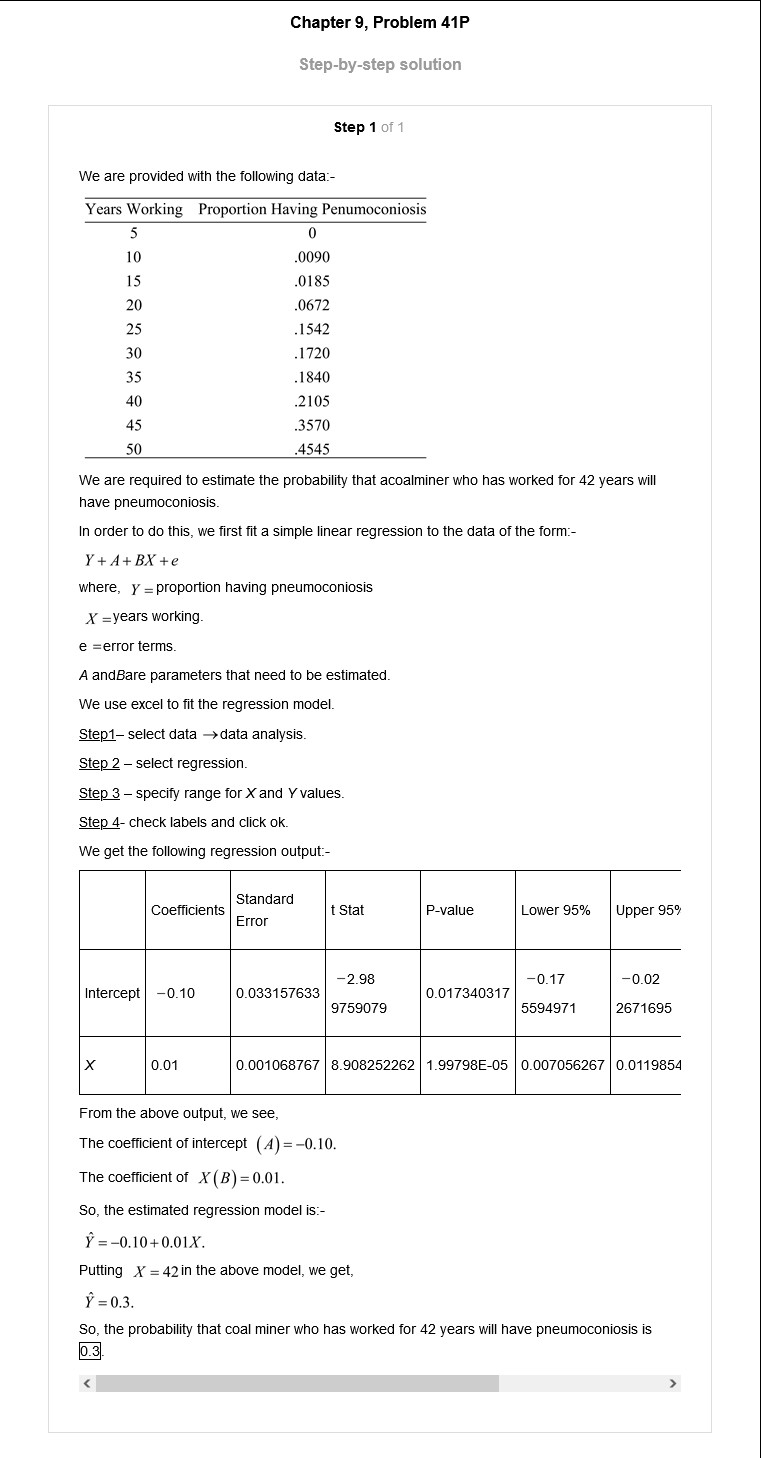 Chapter 9, Problem 41P
Step-by-step solution
Step 1 of 1
We are provided with the following data:-
Years Working Proportion Having Penumoconiosis
5 0
10 .0090
15 .0185
20 .0672
25 .1542
30 .1720
35 .1840
40 .2105
45 .3570
50 .4545
We are required to estimate the probability that acoalminer who has worked for 42 years will
have pneumoconiosis.
In order to do this, we first fit a simple linear regression to the data of the form:-
Y + A + BX + e
where, Y = proportion having pneumoconiosis
X = years working.
e = error terms.
A andBare parameters that need to be estimated.
We use excel to fit the regression model.
Step1– select data → data analysis.
Step 2 – select regression.
Step 3 – specify range for X and Y values.
Step 4- check labels and click ok.
We get the following regression output:-
Coefficients Standard Error t Stat P-value Lower 95% Upper 95%
Intercept −0.10 0.033157633 −2.98 9759079 0.017340317 −0.17 5594971 −0.02 2671695
X 0.01 0.001068767 8.908252262 1.99798E-05 0.007056267 0.0119854
From the above output, we see,
The coefficient of intercept (A) = −0.10.
The coefficient of X(B) = 0.01.
So, the estimated regression model is:-
Ŷ = −0.10 + 0.01X.
Putting X = 42 in the above model, we get,
Ŷ = 0.3.
So, the probability that coal miner who has worked for 42 years will have pneumoconiosis is
0.3.